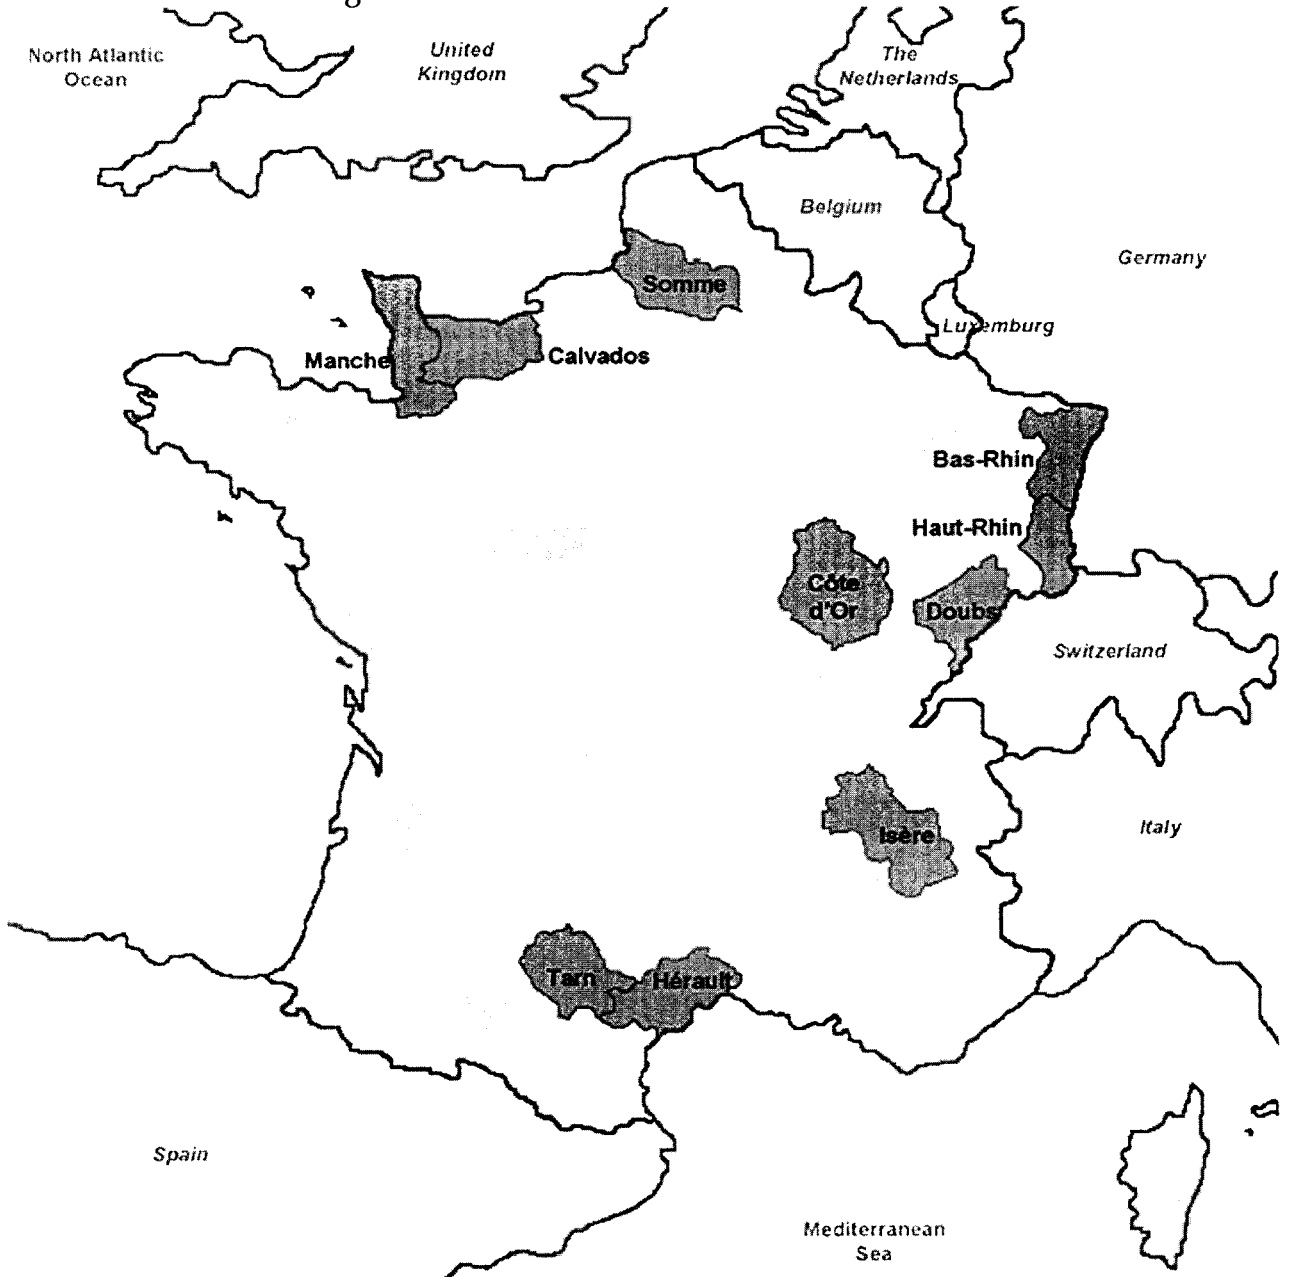 North Atlantic
Ocean
United
Kingdom
The
Netherlands
Belgium
Germany
Somme
Luxemburg
Manche
Calvados
Bas-Rhin
Haut-Rhin
Côte
d'Or
Doubs
Switzerland
Isère
Italy
Tarn
Hérault
Spain
Mediterranean
Sea